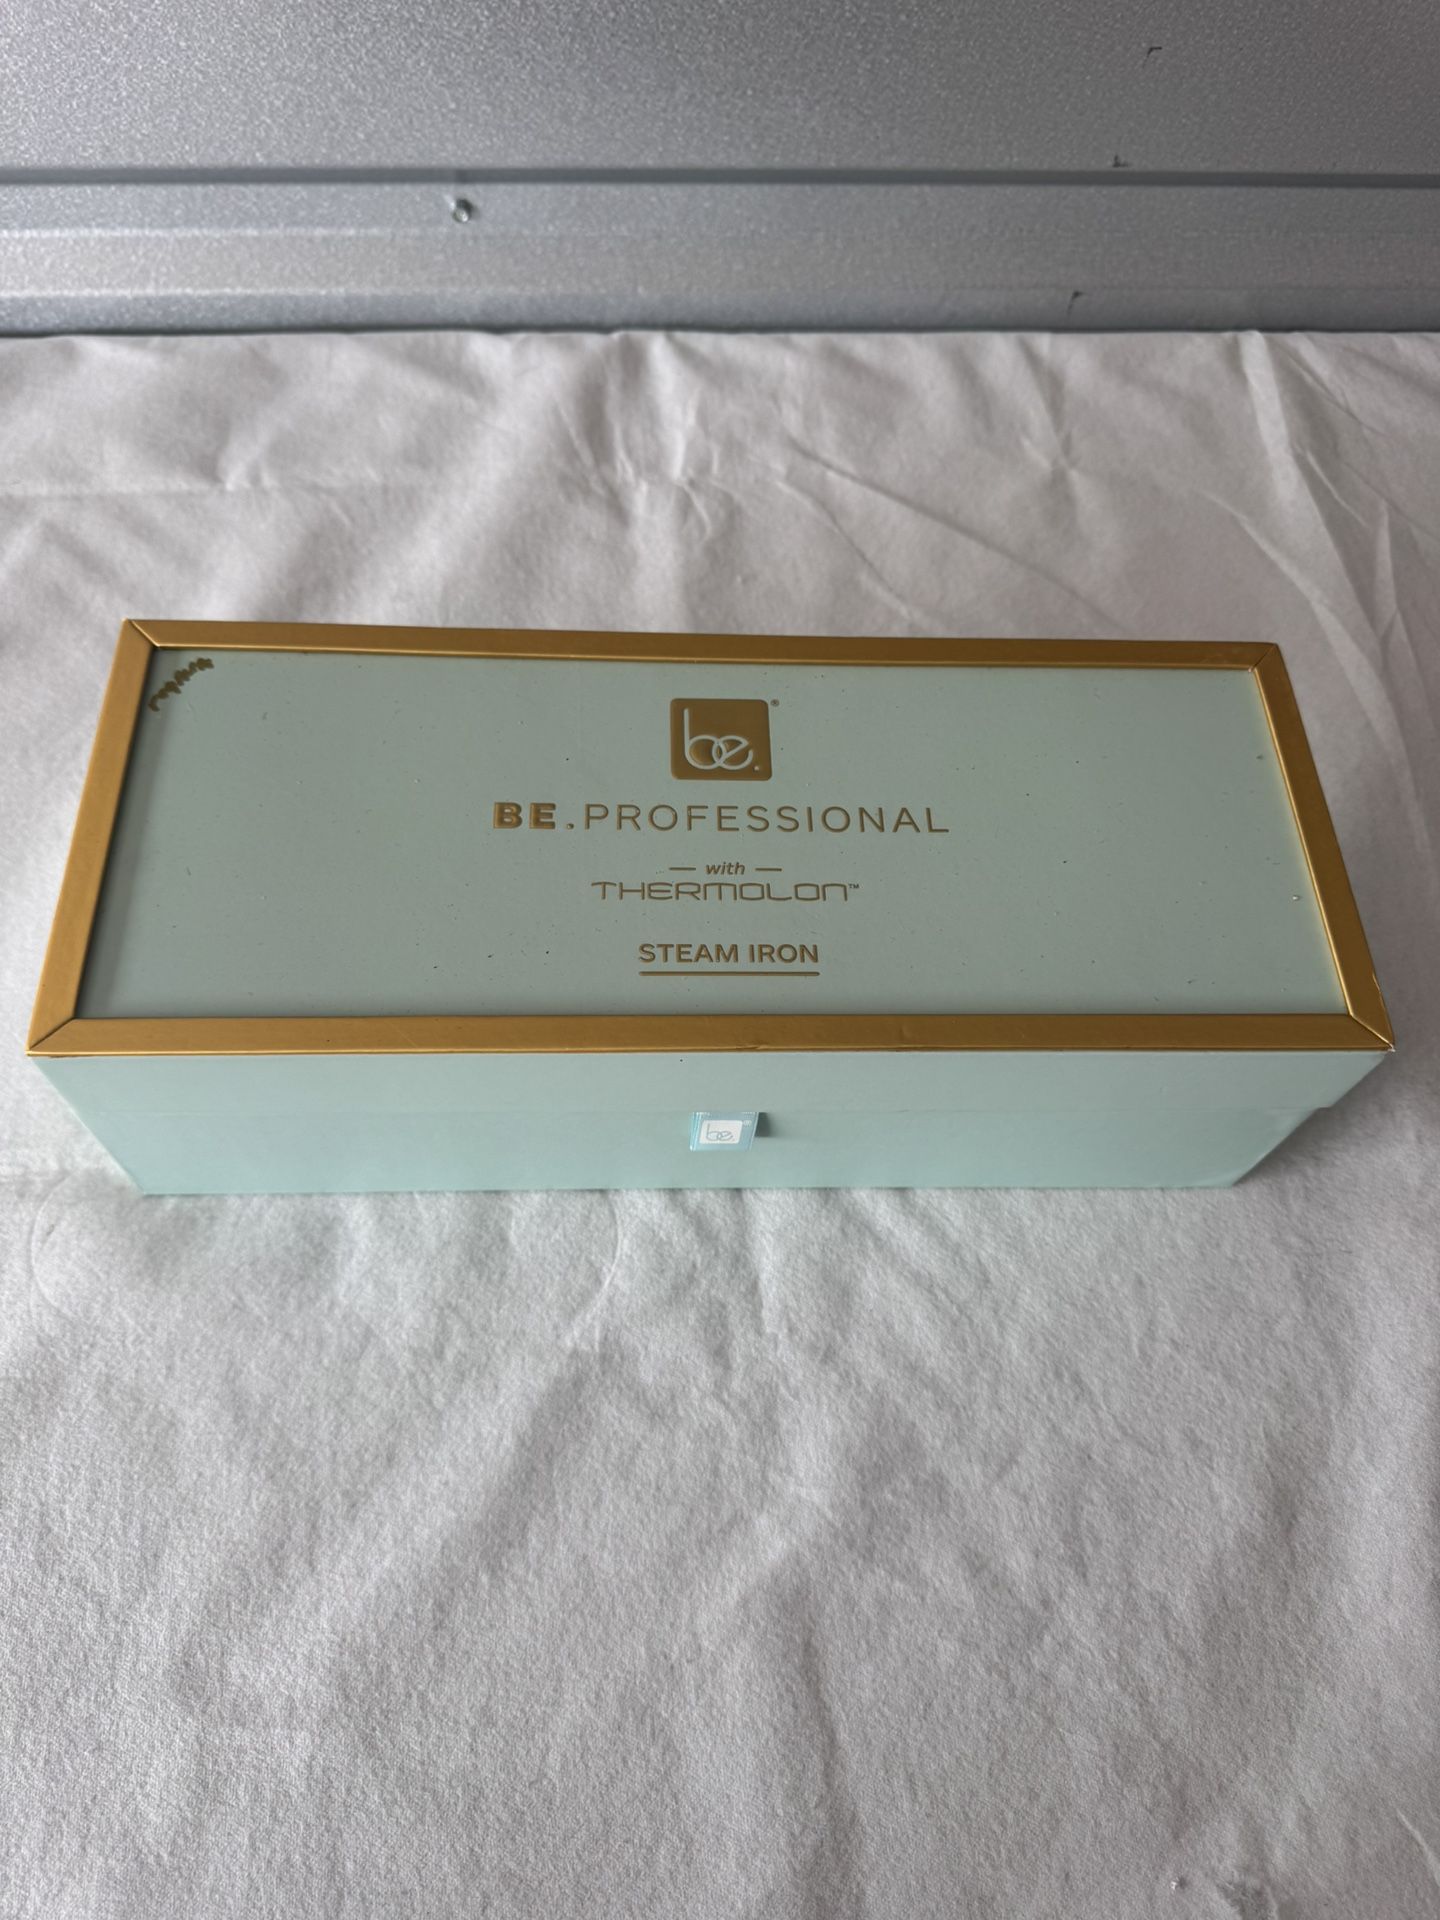 be.®
BE.PROFESSIONAL
— with —
THERMOLON™
STEAM IRON
be.®